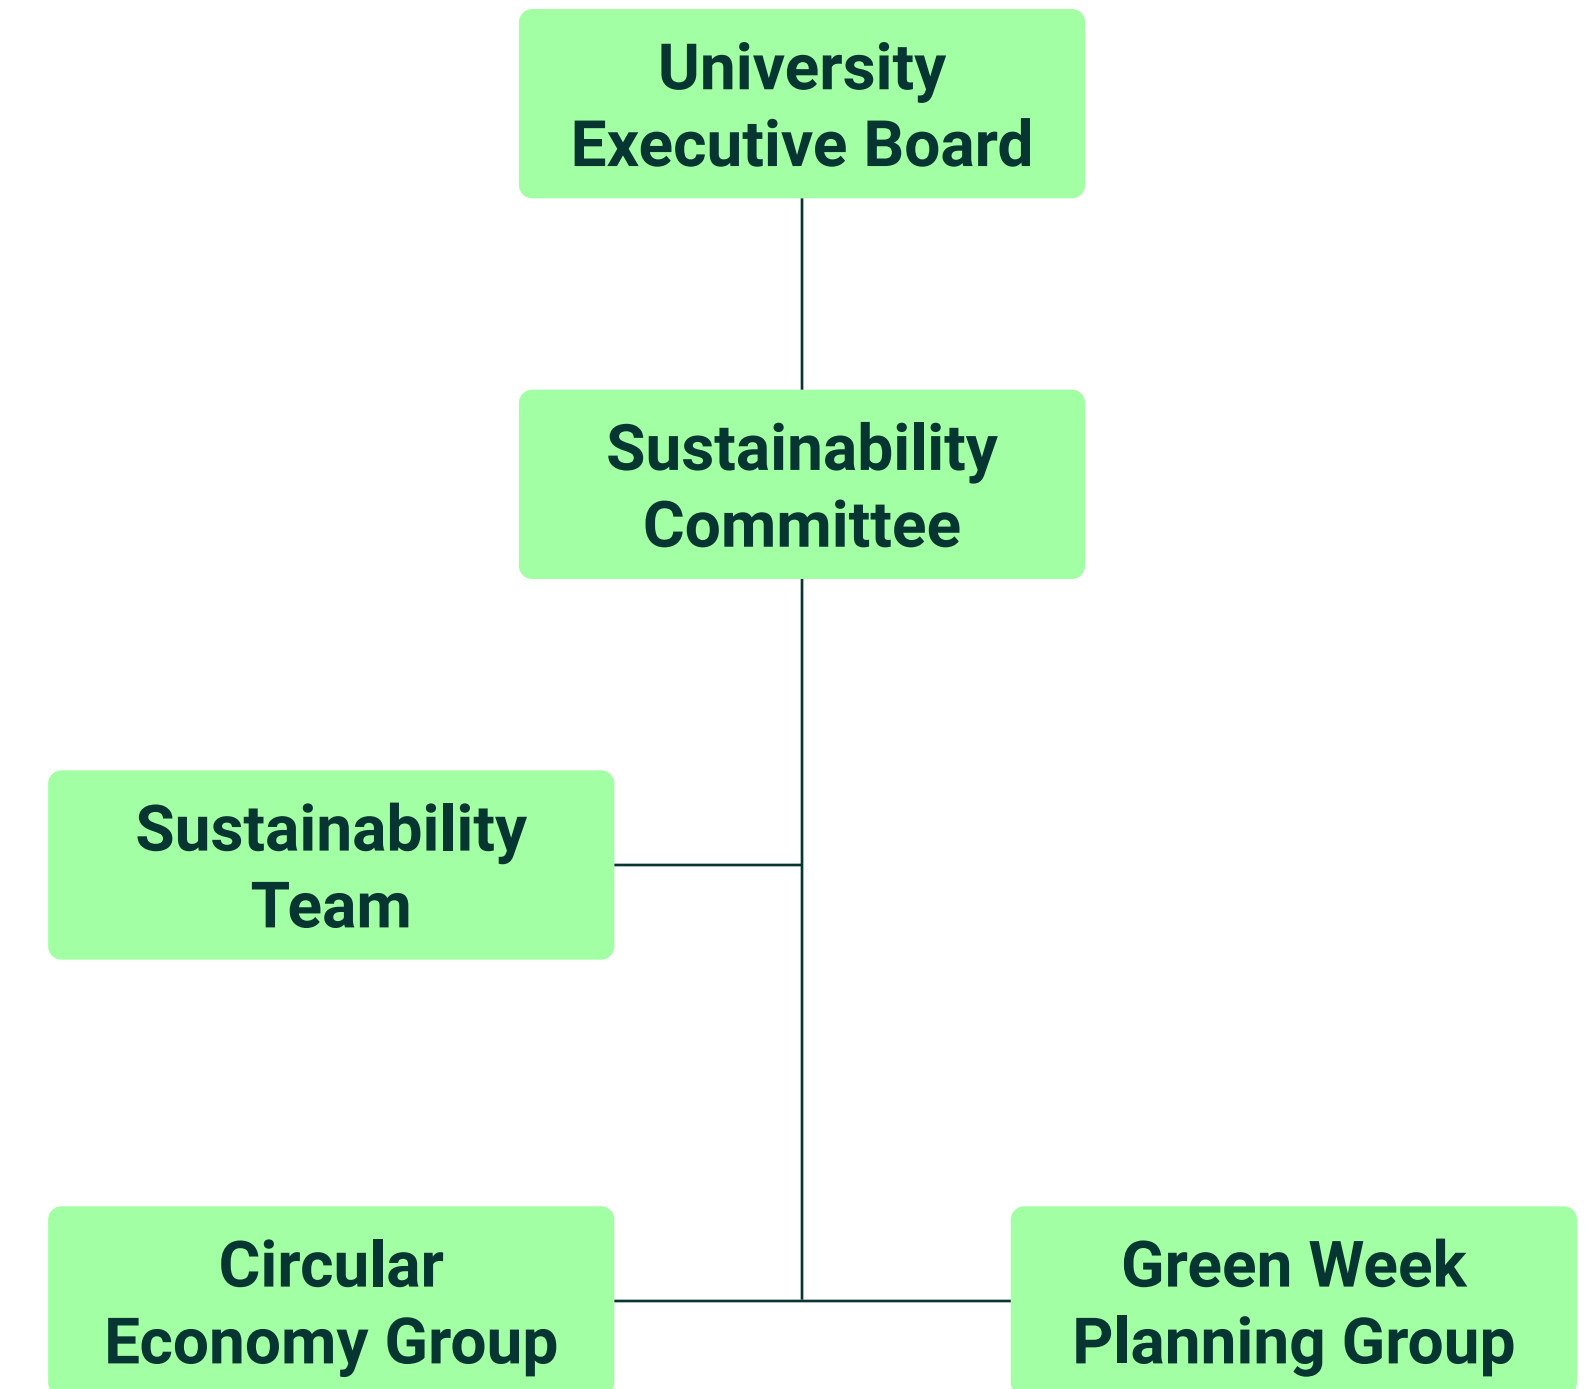 University
Executive Board
Sustainability
Committee
Sustainability
Team
Circular
Economy Group
Green Week
Planning Group